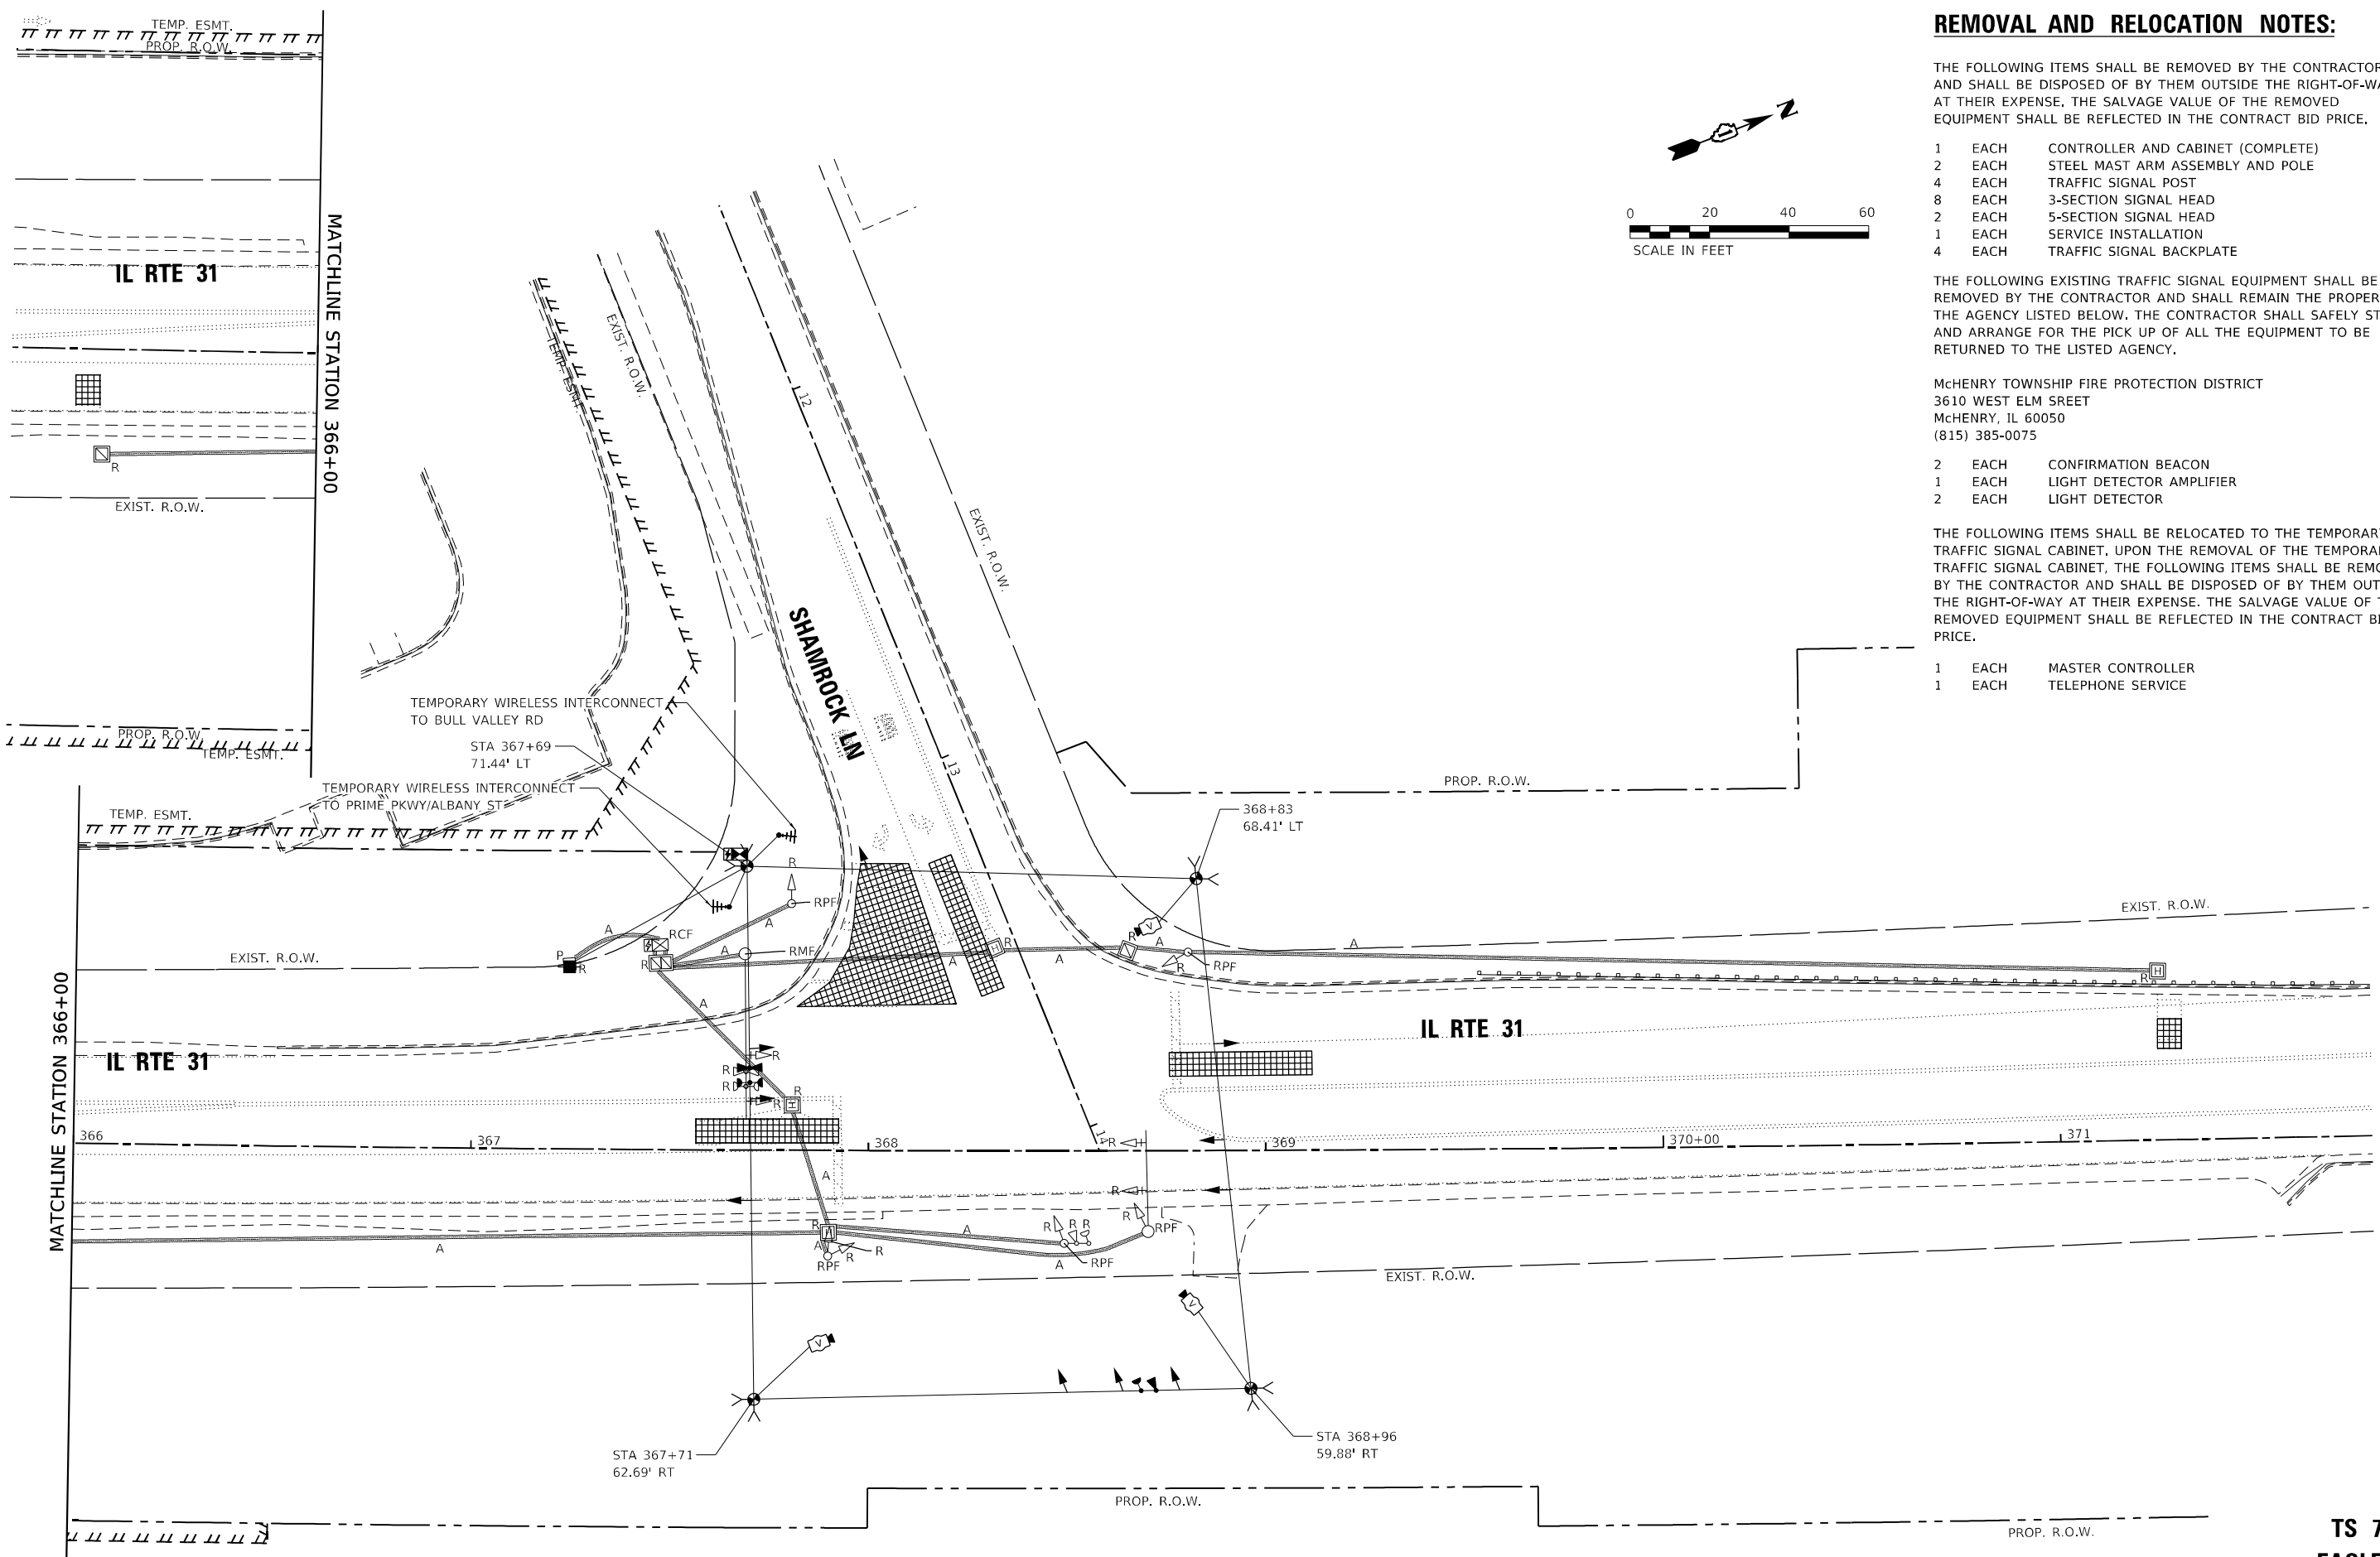 REMOVAL AND RELOCATION NOTES:
THE FOLLOWING ITEMS SHALL BE REMOVED BY THE CONTRACTOR
AND SHALL BE DISPOSED OF BY THEM OUTSIDE THE
AT THEIR EXPENSE. THE SALVAGE VALUE OF THE REMOVED
EQUIPMENT SHALL BE REFLECTED IN THE CONTRACT BID PRICE.
1 EACH CONTROLLER AND CABINET (COMPLETE)
2 EACH STEEL MAST ARM ASSEMBLY AND POLE
4 EACH TRAFFIC SIGNAL POST
8 EACH 3-SECTION SIGNAL HEAD
2 EACH 5-SECTION SIGNAL HEAD
1 EACH SERVICE INSTALLATION
4 EACH TRAFFIC SIGNAL BACKPLATE
THE FOLLOWING EXISTING TRAFFIC SIGNAL EQUIPMENT SHALL BE
REMOVED BY THE CONTRACTOR AND SHALL REMAIN THE
THE AGENCY LISTED BELOW. THE CONTRACTOR SHALL SAFELY
AND ARRANGE FOR THE PICK UP OF ALL THE EQUIPMENT TO BE
RETURNED TO THE LISTED AGENCY.
McHENRY TOWNSHIP FIRE PROTECTION DISTRICT
3610 WEST ELM SREET
McHENRY, IL 60050
(815) 385-0075
2 EACH CONFIRMATION BEACON
1 EACH LIGHT DETECTOR AMPLIFIER
2 EACH LIGHT DETECTOR
THE FOLLOWING ITEMS SHALL BE RELOCATED TO THE TEMPORARY
TRAFFIC SIGNAL CABINET. UPON THE REMOVAL OF THE
TRAFFIC SIGNAL CABINET, THE FOLLOWING ITEMS SHALL BE
BY THE CONTRACTOR AND SHALL BE DISPOSED OF BY THEM
THE RIGHT-OF-WAY AT THEIR EXPENSE. THE SALVAGE VALUE OF
REMOVED EQUIPMENT SHALL BE REFLECTED IN THE CONTRACT
PRICE.
1 EACH MASTER CONTROLLER
1 EACH TELEPHONE SERVICE
N
0 20 40 60
SCALE IN FEET
TEMP. ESMT.
PROP. R.O.W.
IL RTE 31
MATCHLINE STATION 366+00
R
EXIST. R.O.W.
PROP. R.O.W.
TEMP. ESMT.
EXIST. R.O.W.
TEMP. ESMT.
12
EXIST. R.O.W.
SHAMROCK LN
13
14
TEMPORARY WIRELESS INTERCONNECT
TO BULL VALLEY RD
STA 367+69
71.44' LT
TEMPORARY WIRELESS INTERCONNECT
TO PRIME PKWY/ALBANY ST
TEMP. ESMT.
PROP. R.O.W.
368+83
68.41' LT
EXIST. R.O.W.
R
RPF
A
RCF
P
R
R
A
RMF
A
A
R
A
R
A
V
R
RPF
A
R
H
EXIST. R.O.W.
A
IL RTE 31
IL RTE 31
MATCHLINE STATION 366+00
R
R
R
R
R
H
366
367
368
369
370+00
371
R
R
A
A
R
A
R
R
RPF
A
R R R
RPF
A
R
RPF
EXIST. R.O.W.
V
V
STA 367+71
62.69' RT
STA 368+96
59.88' RT
PROP. R.O.W.
PROP. R.O.W.
TS